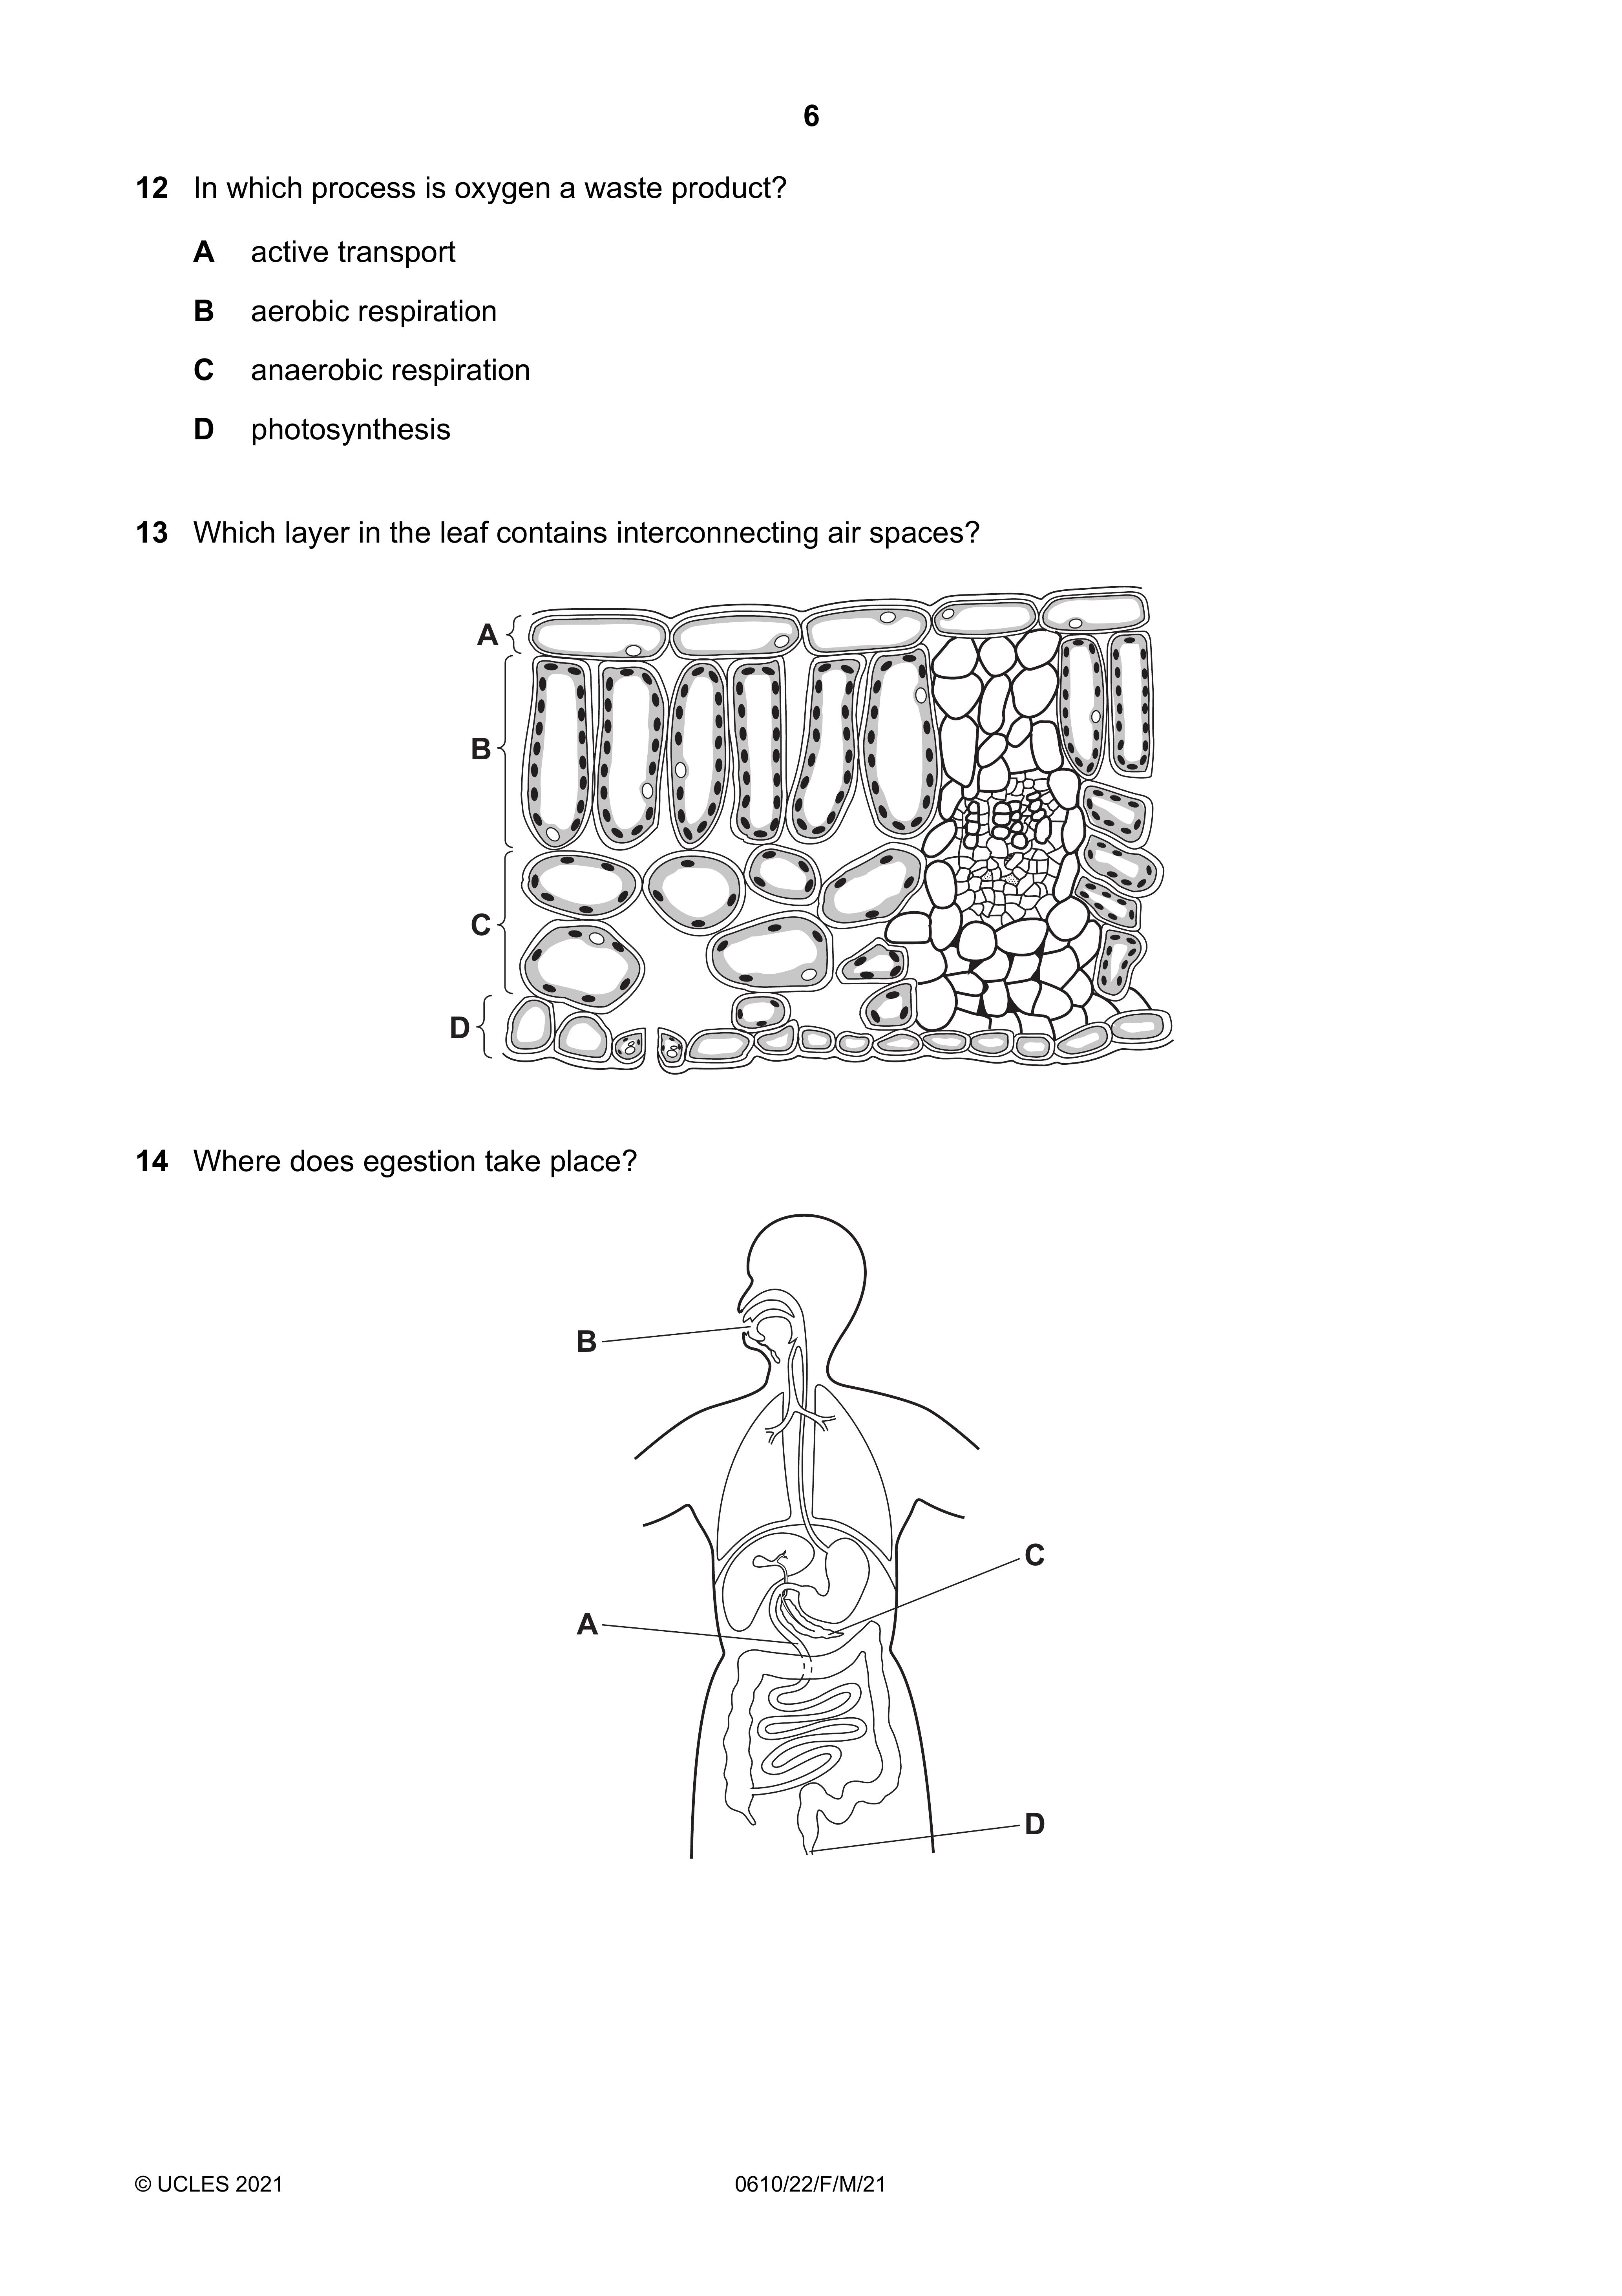 6
12 In which process is oxygen a waste product?
A active transport
B aerobic respiration
C anaerobic respiration
D photosynthesis
13 Which layer in the leaf contains interconnecting air spaces?
A
B
C
D
14 Where does egestion take place?
B
C
A
D
© UCLES 2021 0610/22/F/M/21